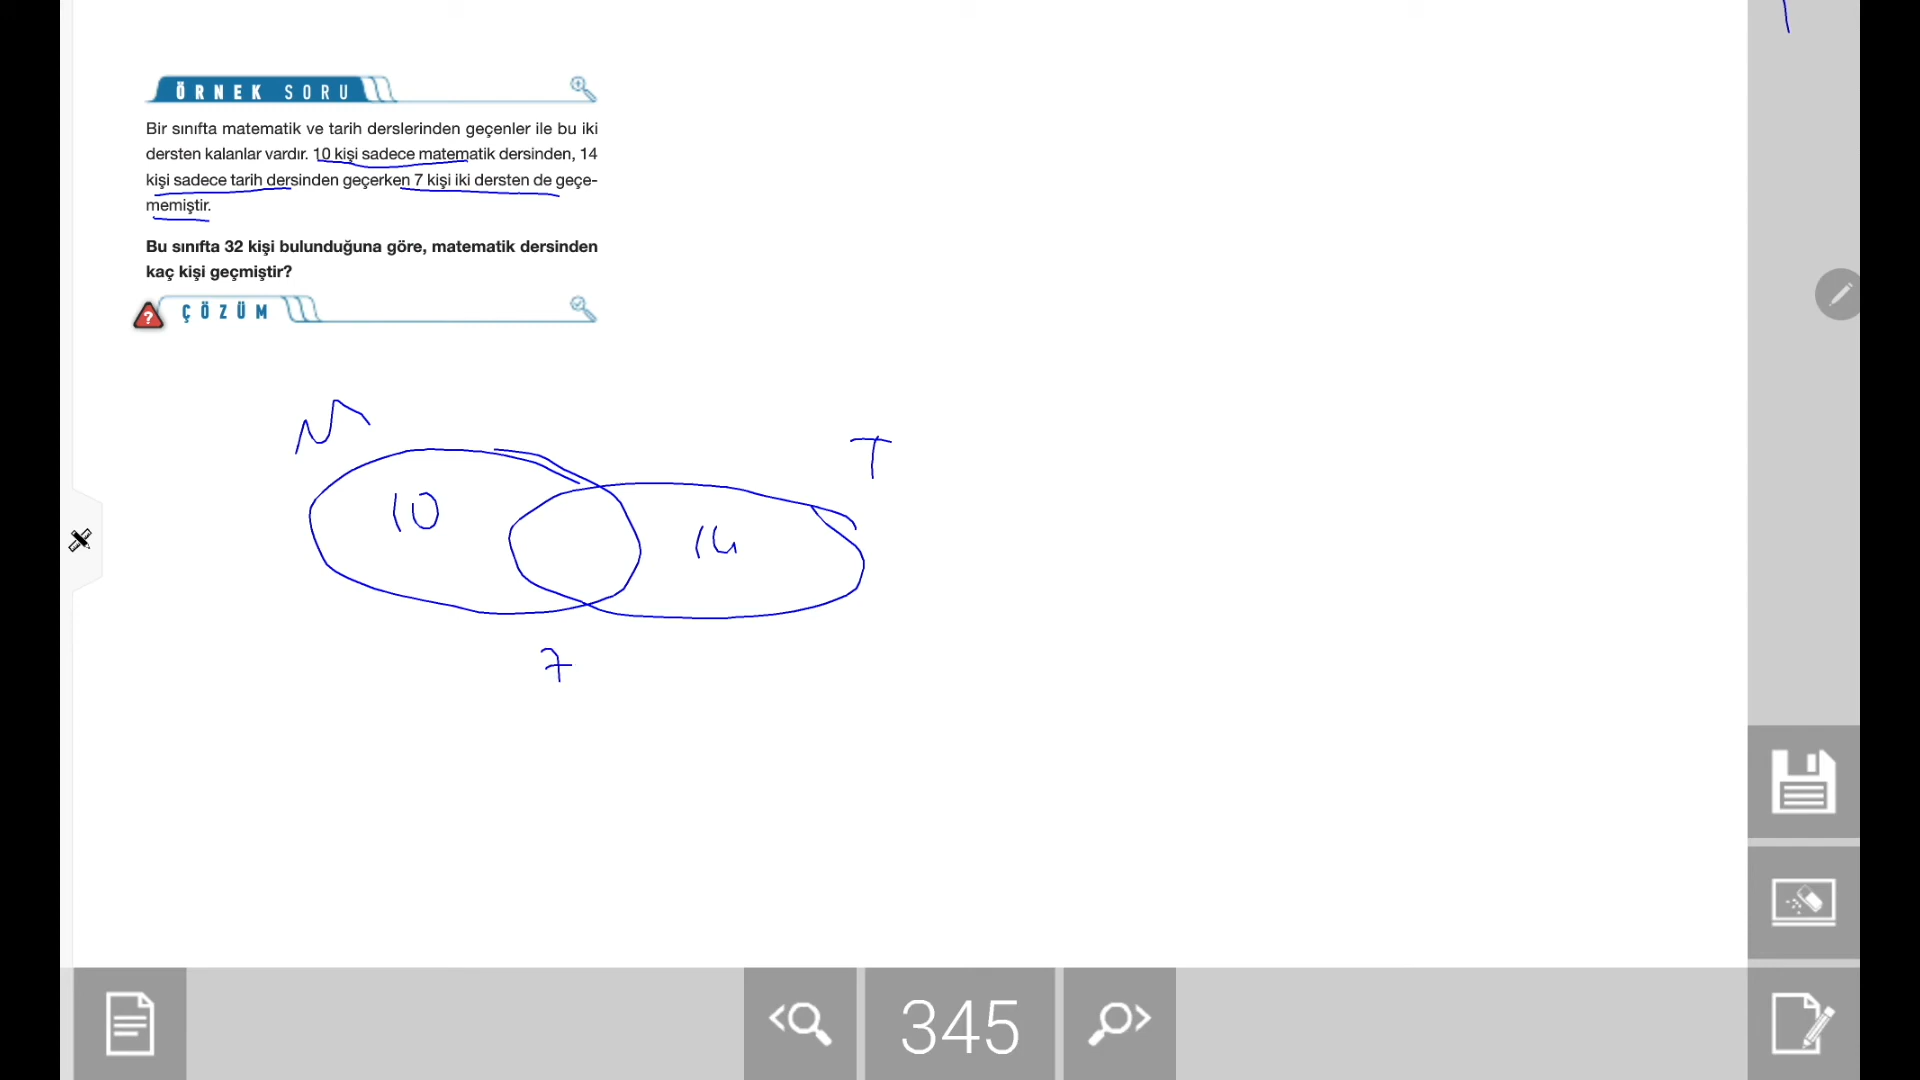 ÖRNEK SORU
Bir sınıfta matematik ve tarih derslerinden geçenler ile bu iki
dersten kalanlar vardır. 10 kişi sadece matematik dersinden, 14
kişi sadece tarih dersinden geçerken 7 kişi iki dersten de geçe-
memiştir.
Bu sınıfta 32 kişi bulunduğuna göre, matematik dersinden
kaç kişi geçmiştir?
? ÇÖZÜM
M
T
10
14
7
345